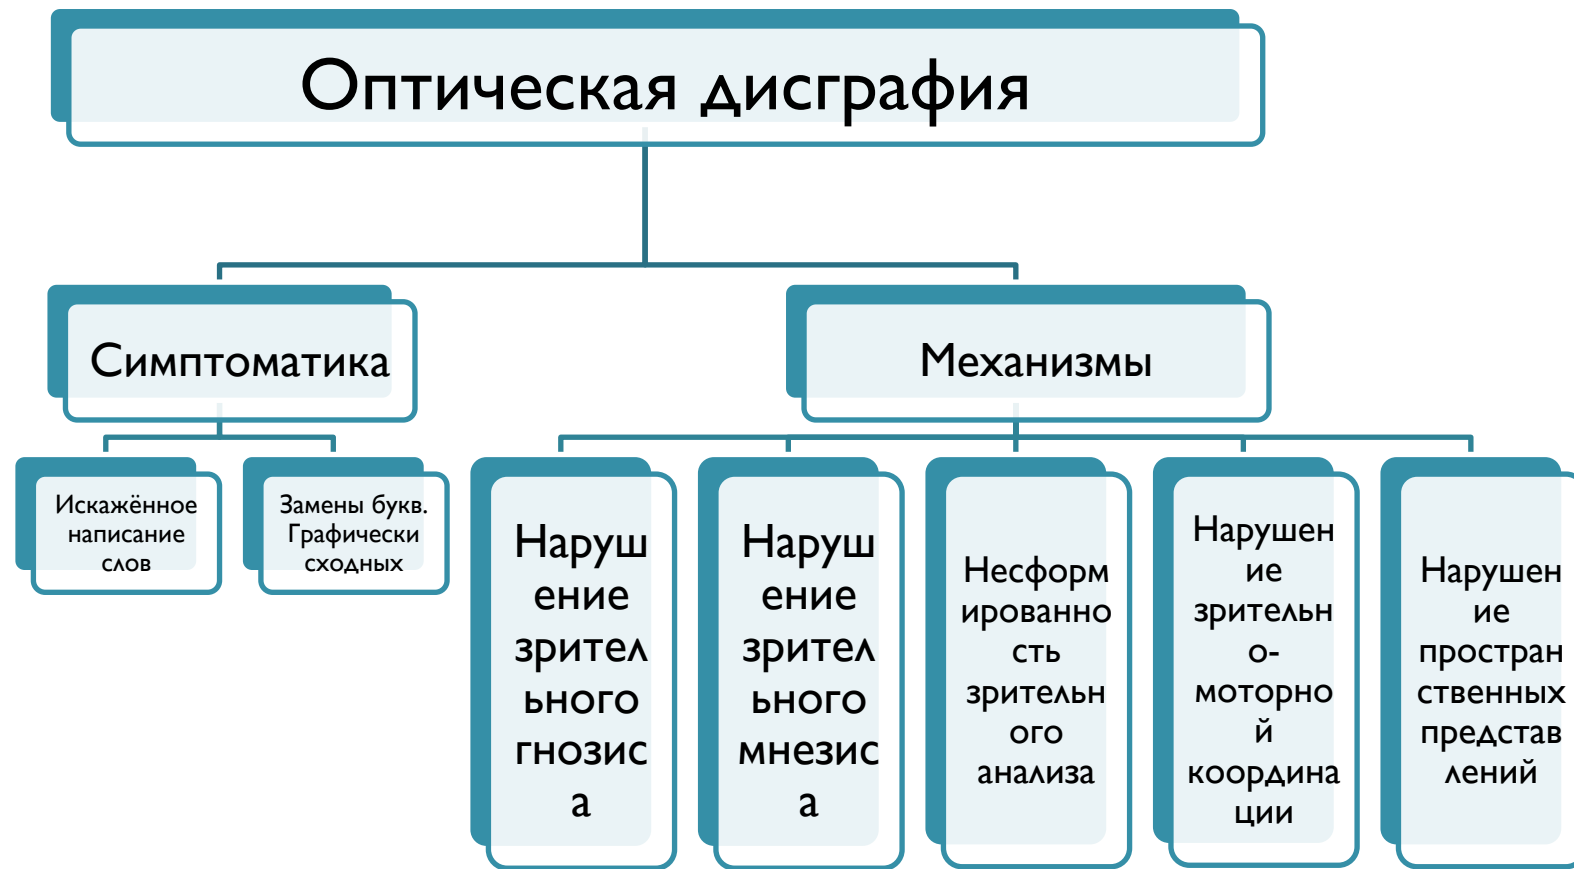 Оптическая дисграфия
Симптоматика
Механизмы
Искажённое
написание
слов
Замены букв.
Графически
сходных
Наруш
ение
зрител
ьного
гнозис
а
Наруш
ение
зрител
ьного
мнезис
а
Несформ
ированно
сть
зрительн
ого
анализа
Нарушен
ие
зрительн
о-
моторно
й
координа
ции
Нарушен
ие
простран
ственных
представ
лений